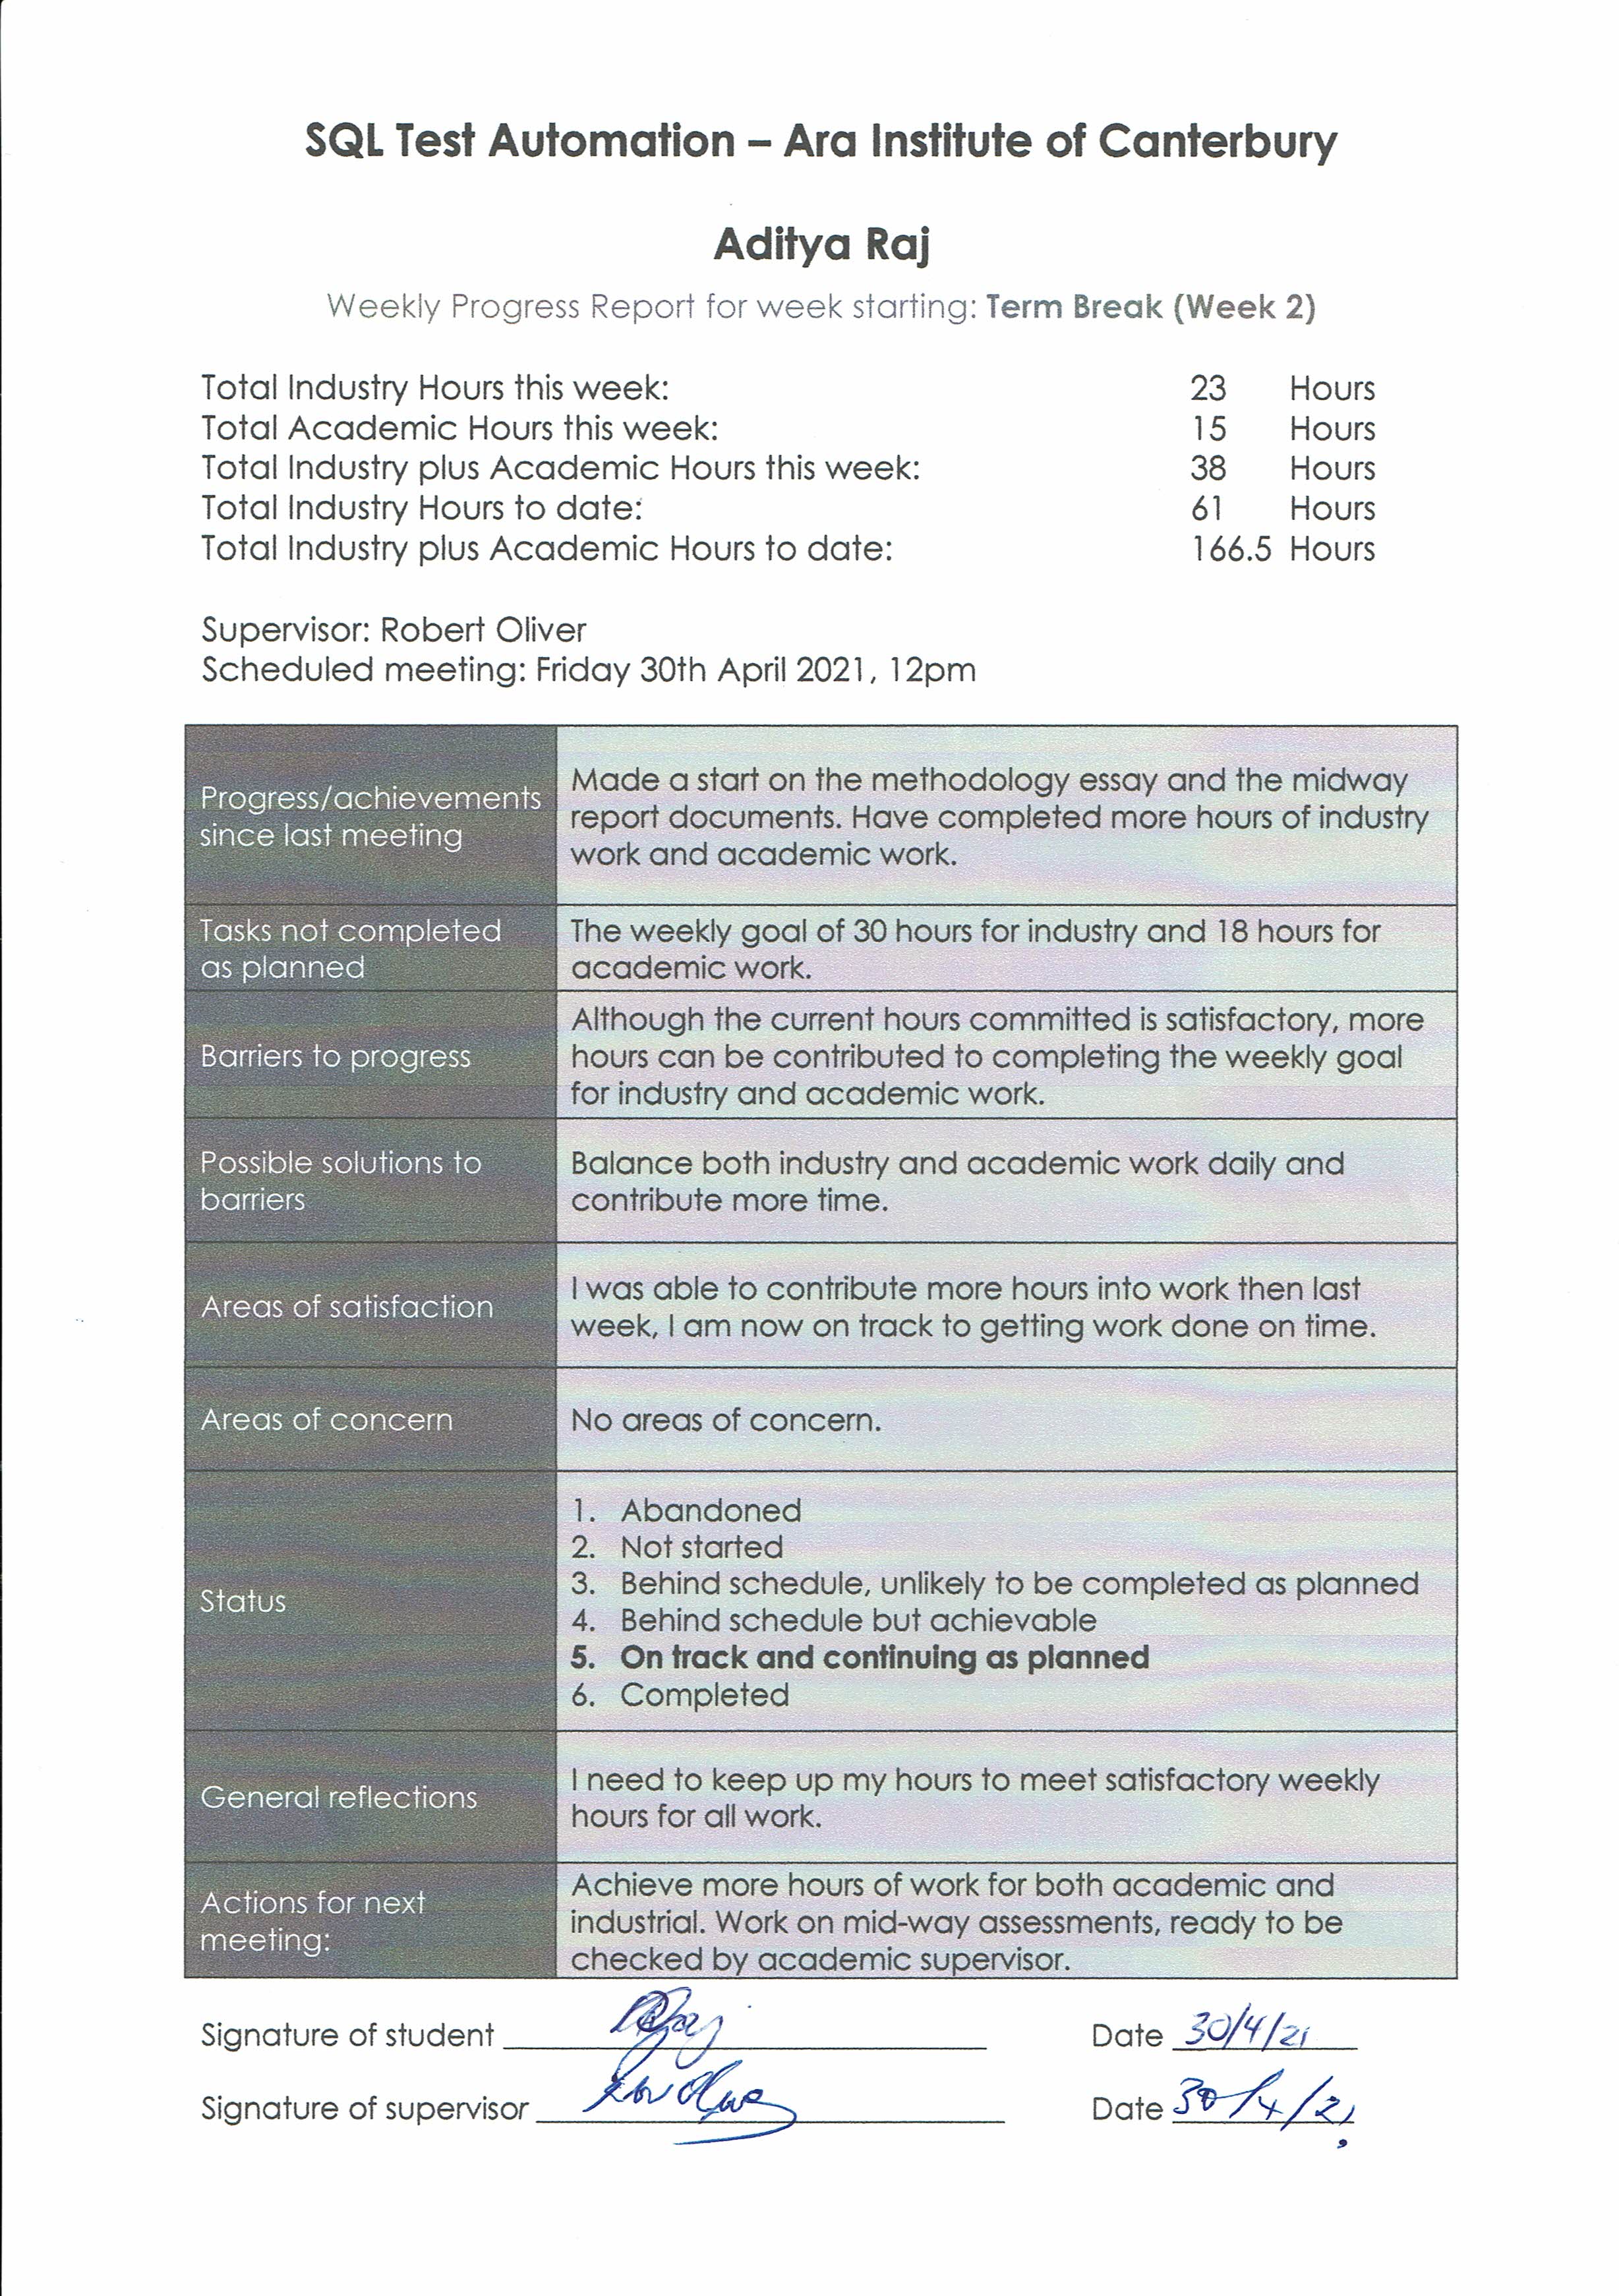 SQL Test Automation – Ara Institute of Canterbury
Aditya Raj
Weekly Progress Report for week starting: Term Break (Week 2)
Total Industry Hours this week: 23 Hours
Total Academic Hours this week: 15 Hours
Total Industry plus Academic Hours this week: 38 Hours
Total Industry Hours to date: 61 Hours
Total Industry plus Academic Hours to date: 166.5 Hours
Supervisor: Robert Oliver
Scheduled meeting: Friday 30th April 2021, 12pm
Progress/achievements
since last meeting
Made a start on the methodology essay and the midway
report documents. Have completed more hours of industry
work and academic work.
Tasks not completed
as planned
The weekly goal of 30 hours for industry and 18 hours for
academic work.
Barriers to progress
Although the current hours committed is satisfactory, more
hours can be contributed to completing the weekly goal
for industry and academic work.
Possible solutions to
barriers
Balance both industry and academic work daily and
contribute more time.
Areas of satisfaction
I was able to contribute more hours into work then last
week, I am now on track to getting work done on time.
Areas of concern
No areas of concern.
Status
1. Abandoned
2. Not started
3. Behind schedule, unlikely to be completed as planned
4. Behind schedule but achievable
5. On track and continuing as planned
6. Completed
General reflections
I need to keep up my hours to meet satisfactory weekly
hours for all work.
Actions for next
meeting:
Achieve more hours of work for both academic and
industrial. Work on mid-way assessments, ready to be
checked by academic supervisor.
Signature of student Date 30/4/21
Signature of supervisor Date 30/4/21